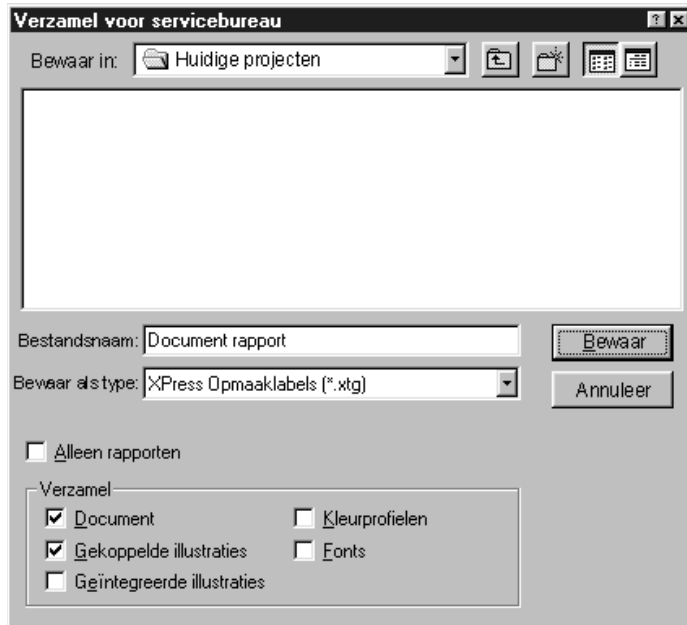 Verzamel voor servicebureau
Bewaar in: Huidige projecten
Bestandsnaam: Document rapport
Bewaar
Bewaar als type: XPress Opmaaklabels (*.xtg)
Annuleer
Alleen rapporten
Verzamel
Document
Kleurprofielen
Gekoppelde illustraties
Fonts
Geïntegreerde illustraties